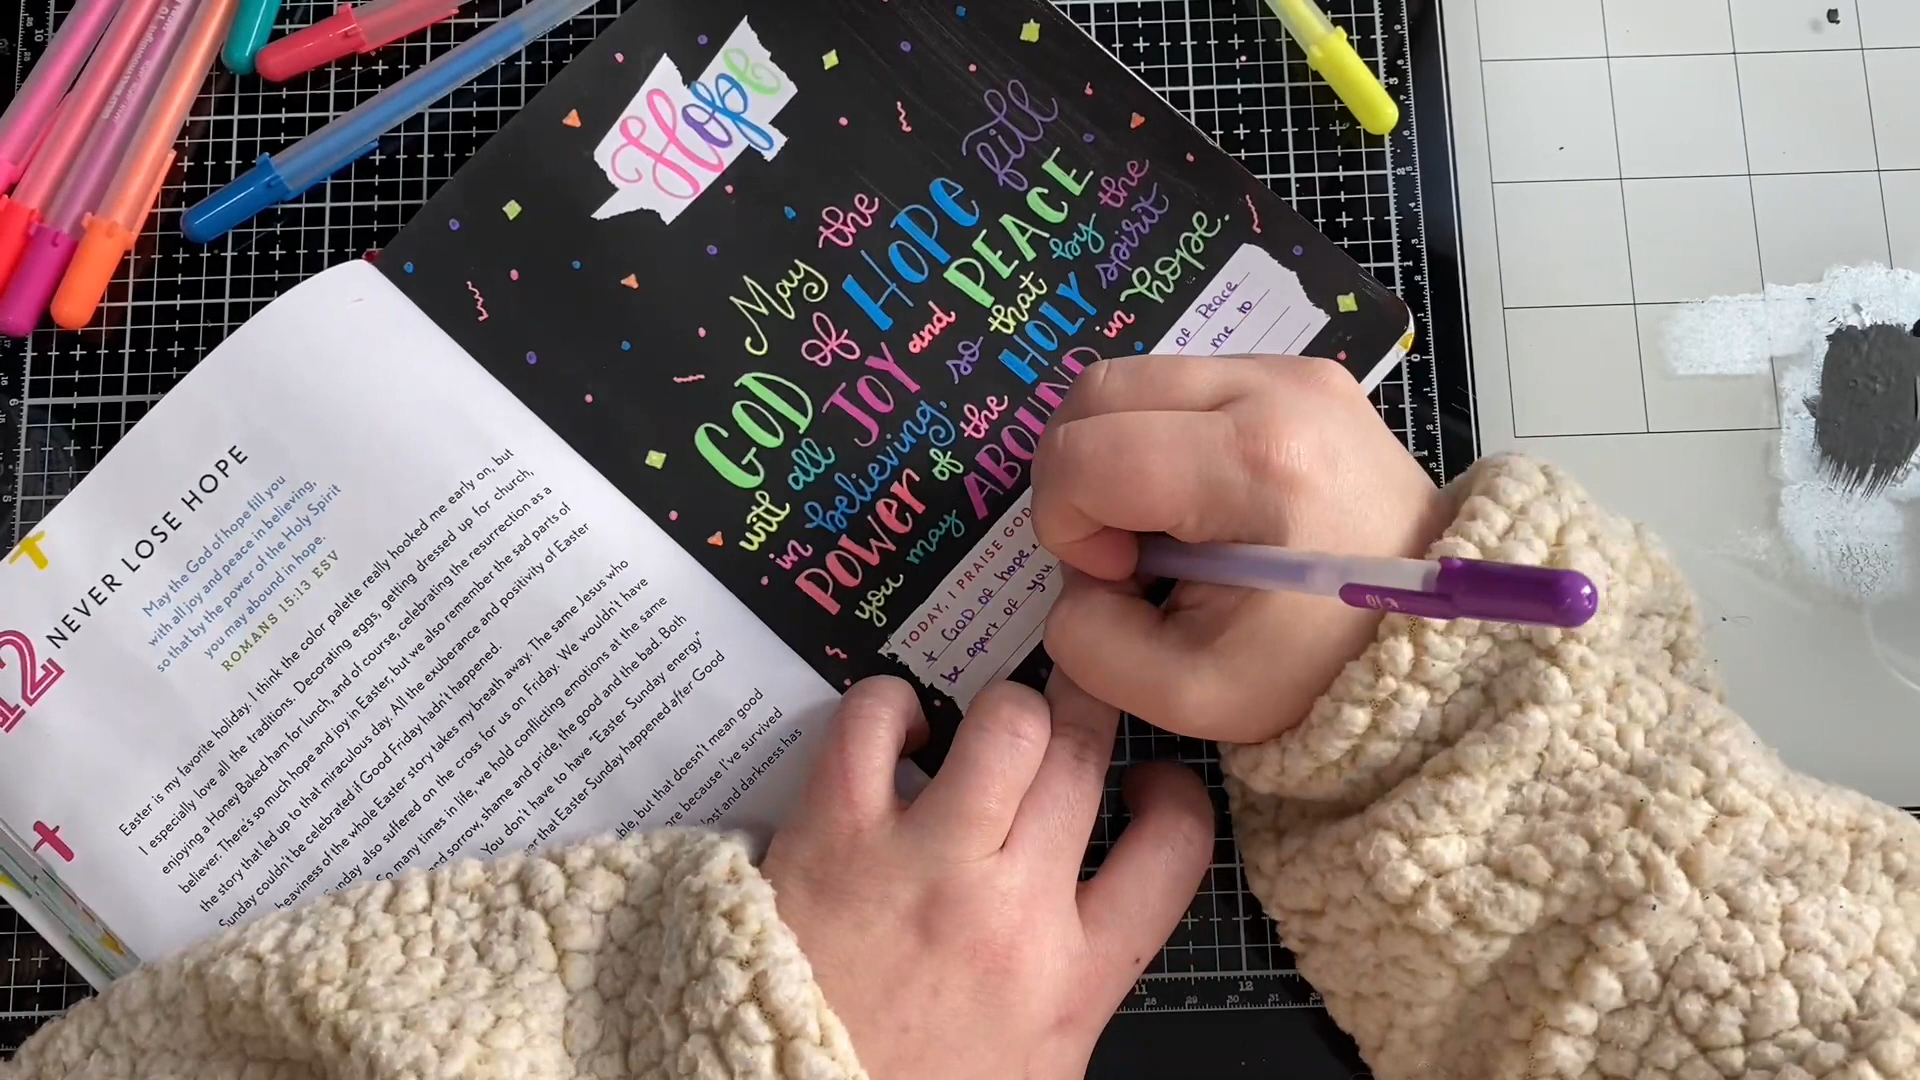 12
NEVER LOSE HOPE
May the God of hope fill you
with all joy and peace in believing,
so that by the power of the Holy Spirit
you may abound in hope.
ROMANS 15:13 ESV
Easter is my favorite holiday. I think the color palette really hooked me early on, but
I especially love all the traditions. Decorating eggs, getting dressed up for church,
enjoying a Honey Baked ham for lunch, and of course, celebrating the resurrection as a
believer. There's so much hope and joy in Easter, but we also remember the sad parts of
the story that led up to that miraculous day. All the exuberance and positivity of Easter
Sunday couldn't be celebrated if Good Friday hadn't happened.
heaviness of the whole Easter story takes my breath away. The same Jesus who
Sunday also suffered on the cross for us on Friday. We wouldn't have
So many times in life, we hold conflicting emotions at the same
and sorrow, shame and pride, the good and the bad. Both
You don't have to have "Easter Sunday energy"
that Easter Sunday happened after Good
but that doesn't mean good
because I've survived
and darkness has
Hope
May the
GOD of HOPE fill
with all JOY and PEACE
in believing, so that by the
POWER of the HOLY spirit
you may ABOUND in hope.
TODAY, I PRAISE GOD
+ GOD of hope, of Peace
be apart of you me to